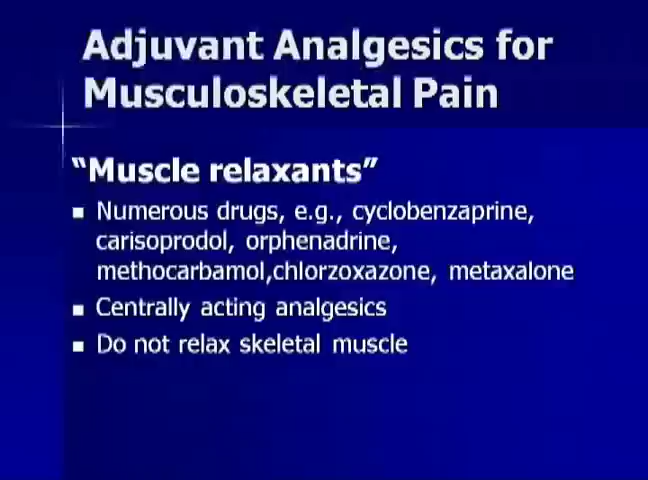 Adjuvant Analgesics for
Musculoskeletal Pain
“Muscle relaxants”
■ Numerous drugs, e.g., cyclobenzaprine,
carisoprodol, orphenadrine,
methocarbamol,chlorzoxazone, metaxalone
■ Centrally acting analgesics
■ Do not relax skeletal muscle